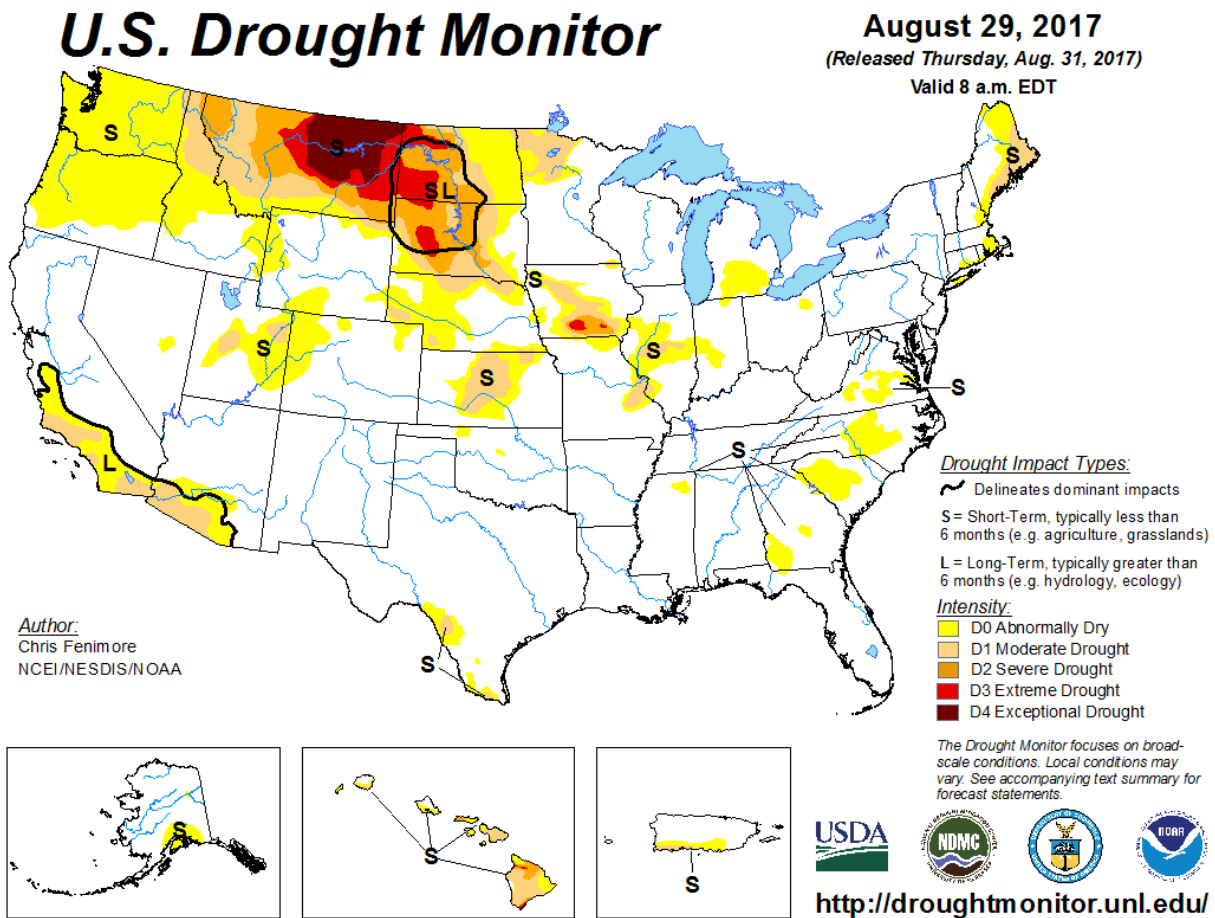 U.S. Drought Monitor
August 29, 2017
(Released Thursday, Aug. 31, 2017)
Valid 8 a.m. EDT
S
S
S L
S
S
S
S
S
S
S
L
S
Drought Impact Types:
Delineates dominant impacts
S = Short-Term, typically less than
6 months (e.g. agriculture, grasslands)
L = Long-Term, typically greater than
6 months (e.g. hydrology, ecology)
Intensity:
D0 Abnormally Dry
D1 Moderate Drought
D2 Severe Drought
D3 Extreme Drought
D4 Exceptional Drought
Author:
Chris Fenimore
NCEI/NESDIS/NOAA
The Drought Monitor focuses on broad-
scale conditions. Local conditions may
vary. See accompanying text summary for
forecast statements.
S
S
S
USDA
NDMC
NOAA
http://droughtmonitor.unl.edu/